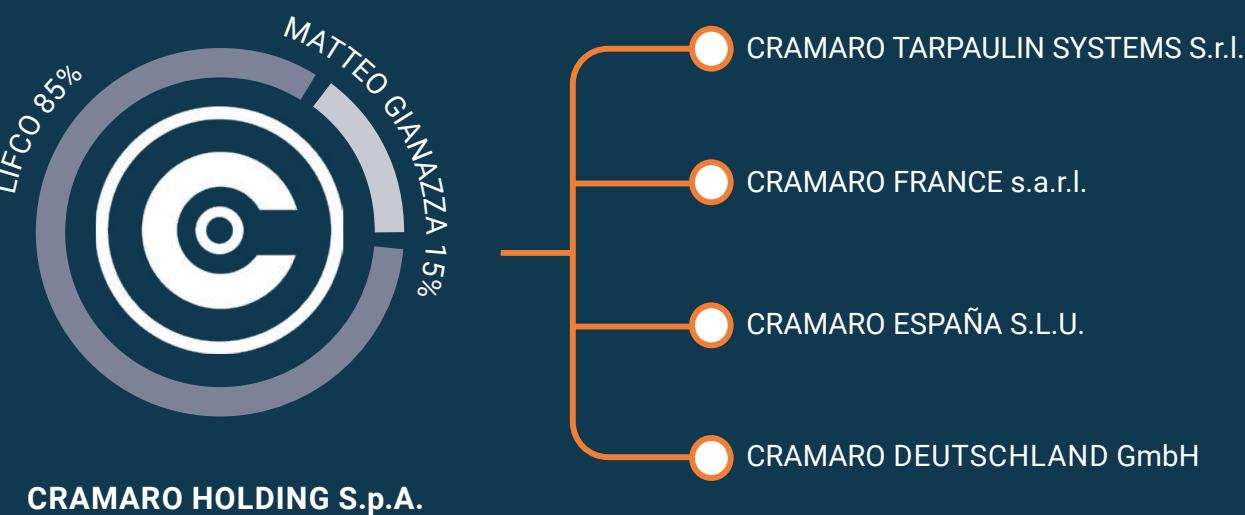 LIFCO 85%
MATTEO GIANAZZA 15%
CRAMARO HOLDING S.p.A.
CRAMARO TARPAULIN SYSTEMS S.r.l.
CRAMARO FRANCE s.a.r.l.
CRAMARO ESPAÑA S.L.U.
CRAMARO DEUTSCHLAND GmbH